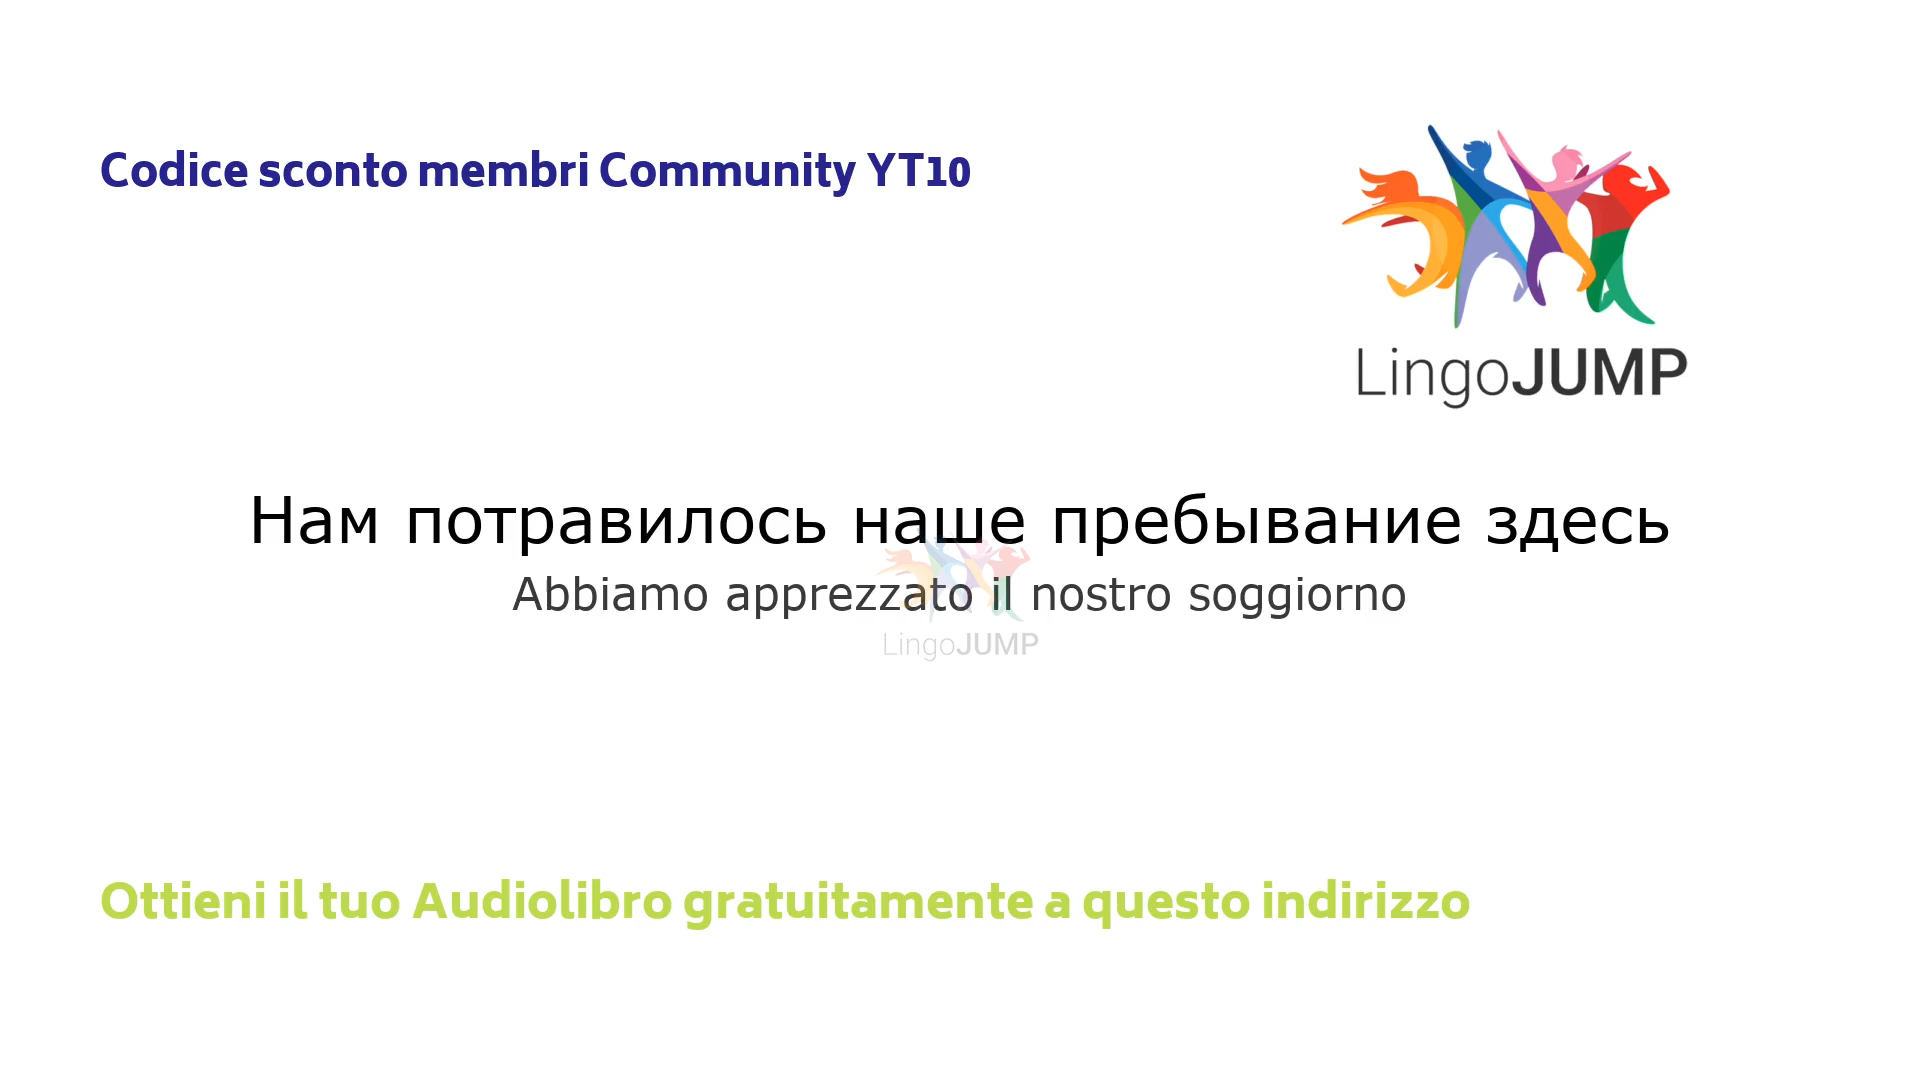 Codice sconto membri Community YT10
LingoJUMP
Нам потравилось наше пребывание здесь
Abbiamo apprezzato il nostro soggiorno
LingoJUMP
Ottieni il tuo Audiolibro gratuitamente a questo indirizzo